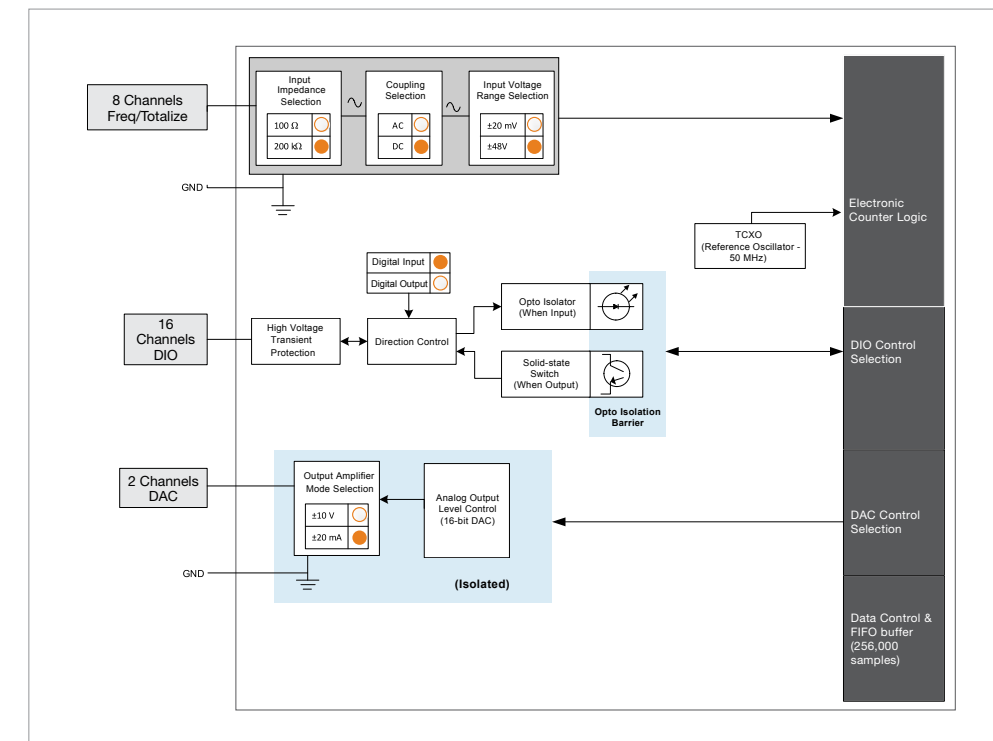 8 Channels
Freq/Totalize
Input
Impedance
Selection
100 Ω
200 kΩ
Coupling
Selection
AC
DC
Input Voltage
Range Selection
±20 mV
±48V
GND
Electronic
Counter Logic
TCXO
(Reference Oscillator -
50 MHz)
Digital Input
Digital Output
16
Channels
DIO
High Voltage
Transient
Protection
Direction Control
Opto Isolator
(When Input)
Solid-state
Switch
(When Output)
Opto Isolation
Barrier
DIO Control
Selection
2 Channels
DAC
Output Amplifier
Mode Selection
±10 V
±20 mA
Analog Output
Level Control
(16-bit DAC)
GND
(Isolated)
DAC Control
Selection
Data Control &
FIFO buffer
(256,000
samples)